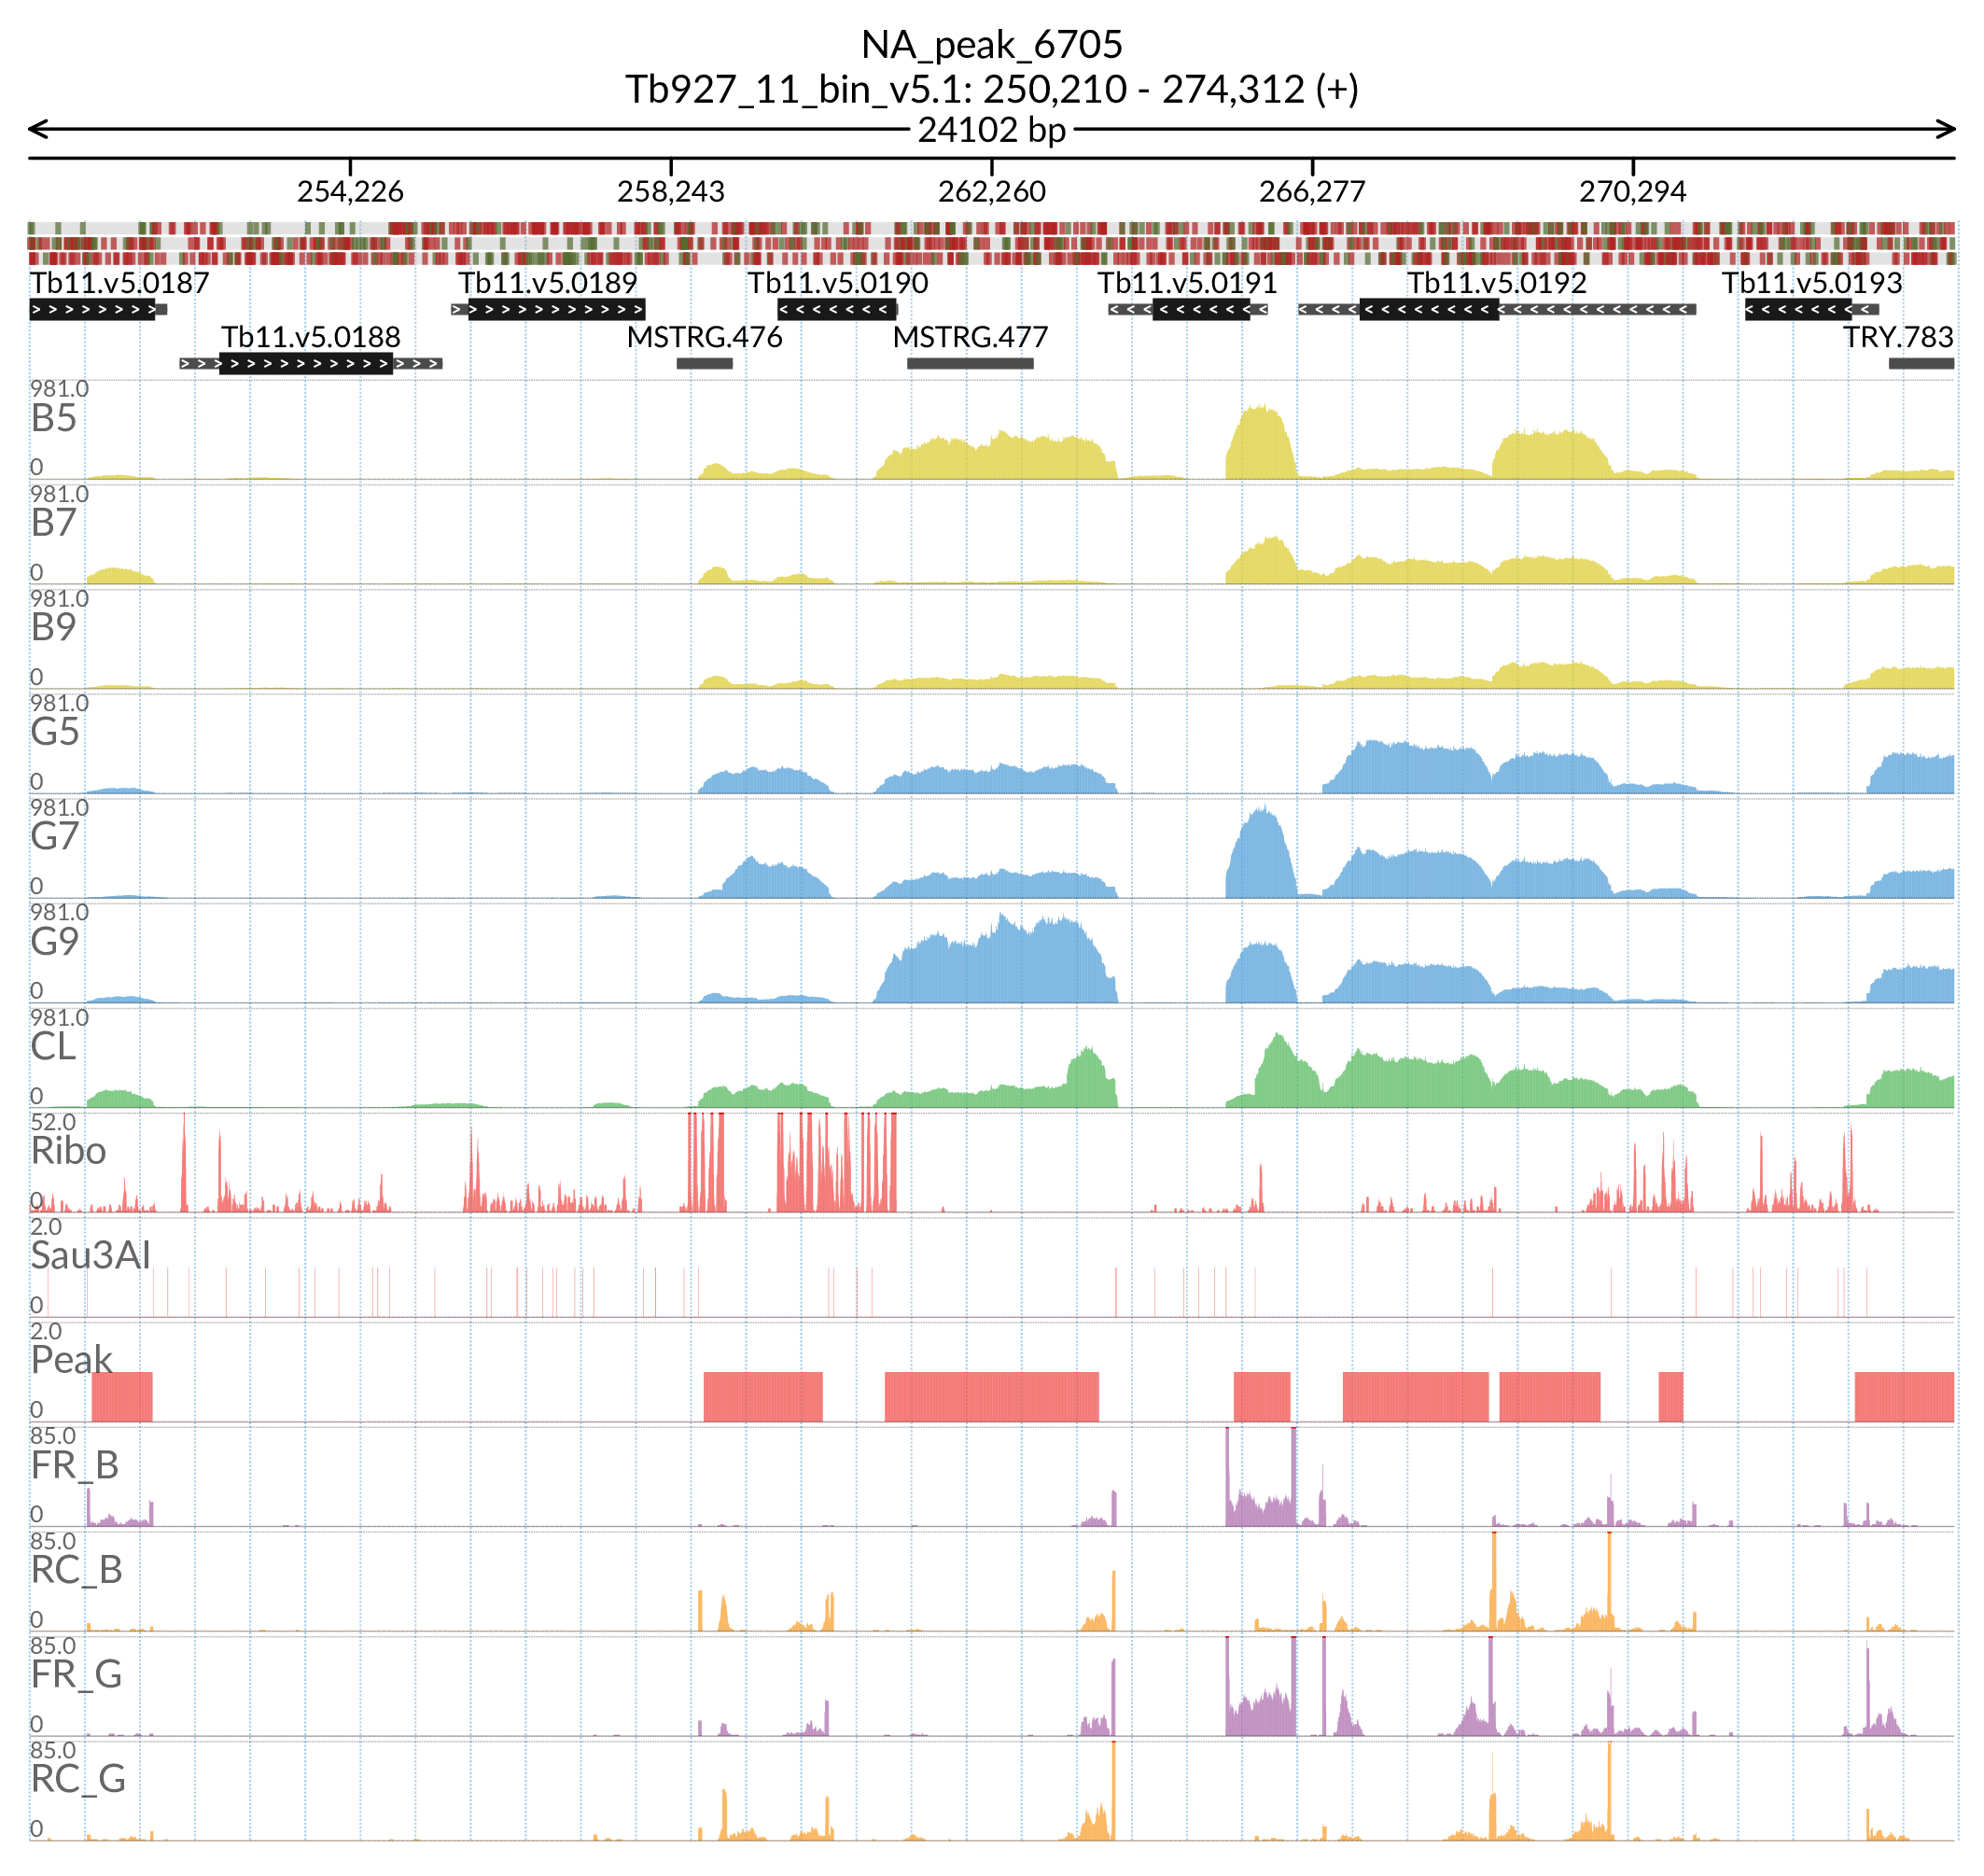 NA_peak_6705
Tb927_11_bin_v5.1: 250,210 - 274,312 (+)
24102 bp
254,226 258,243 262,260 266,277 270,294
Tb11.v5.0187 Tb11.v5.0189 Tb11.v5.0190 Tb11.v5.0191 Tb11.v5.0192 Tb11.v5.0193
Tb11.v5.0188 MSTRG.476 MSTRG.477 TRY.783
981.0
B5
0
981.0
B7
0
981.0
B9
0
981.0
G5
0
981.0
G7
0
981.0
G9
0
981.0
CL
0
52.0
Ribo
0
2.0
Sau3AI
0
2.0
Peak
0
85.0
FR_B
0
85.0
RC_B
0
85.0
FR_G
0
85.0
RC_G
0